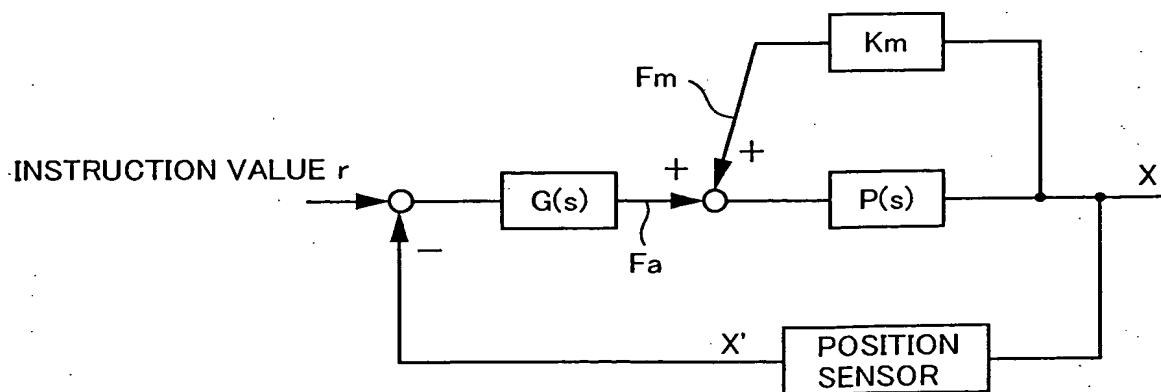 Km
Fm
+
+
INSTRUCTION VALUE r
G(s)
P(s)
X
−
Fa
X'
POSITION
SENSOR